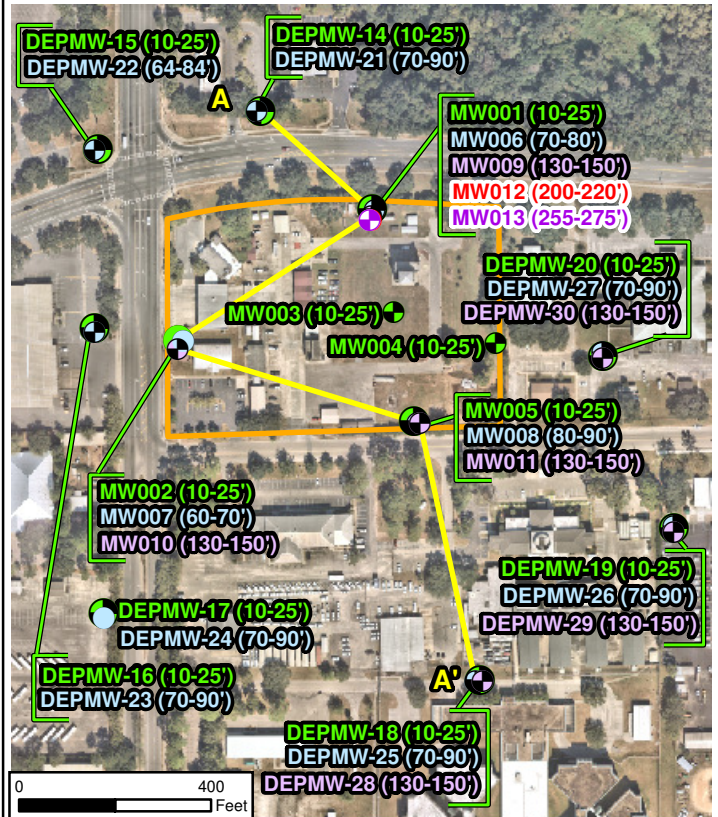 DEPMW-15 (10-25')
DEPMW-22 (64-84')
DEPMW-14 (10-25')
DEPMW-21 (70-90')
A
MW001 (10-25')
MW006 (70-80')
MW009 (130-150')
MW012 (200-220')
MW013 (255-275')
DEPMW-20 (10-25')
DEPMW-27 (70-90')
DEPMW-30 (130-150')
MW003 (10-25')
MW004 (10-25')
MW005 (10-25')
MW008 (80-90')
MW011 (130-150')
MW002 (10-25')
MW007 (60-70')
MW010 (130-150')
DEPMW-19 (10-25')
DEPMW-26 (70-90')
DEPMW-29 (130-150')
DEPMW-17 (10-25')
DEPMW-24 (70-90')
DEPMW-16 (10-25')
DEPMW-23 (70-90')
A'
DEPMW-18 (10-25')
DEPMW-25 (70-90')
DEPMW-28 (130-150')
0 400
Feet